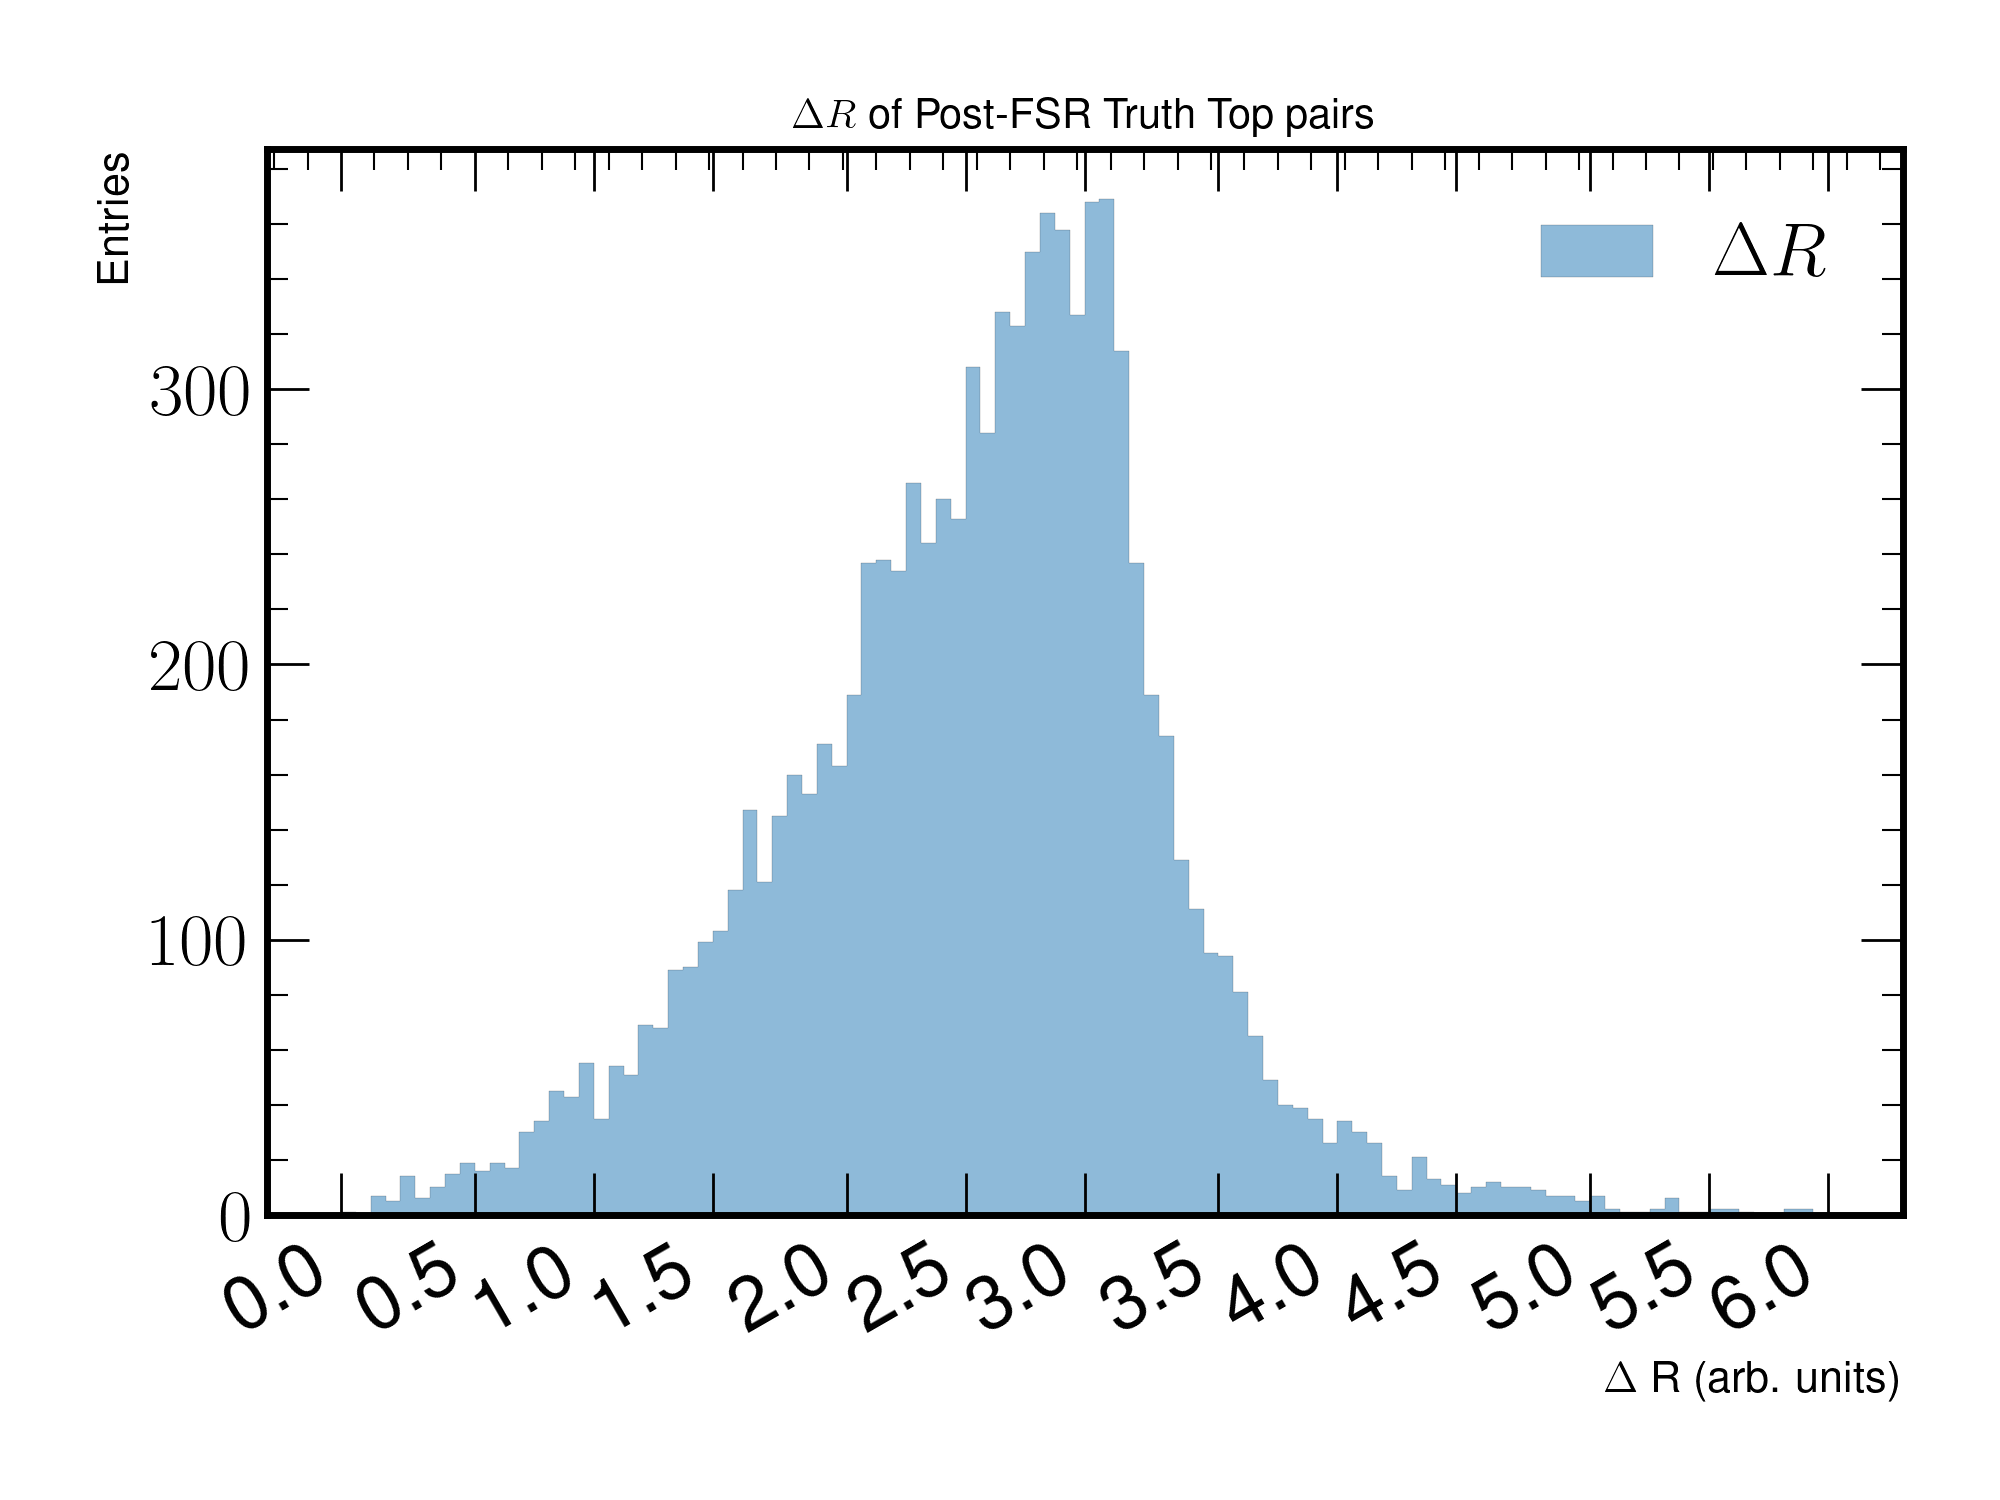 ΔR of Post-FSR Truth Top pairs
Entries
ΔR
300
200
100
0
0.0 0.5 1.0 1.5 2.0 2.5 3.0 3.5 4.0 4.5 5.0 5.5 6.0
Δ R (arb. units)